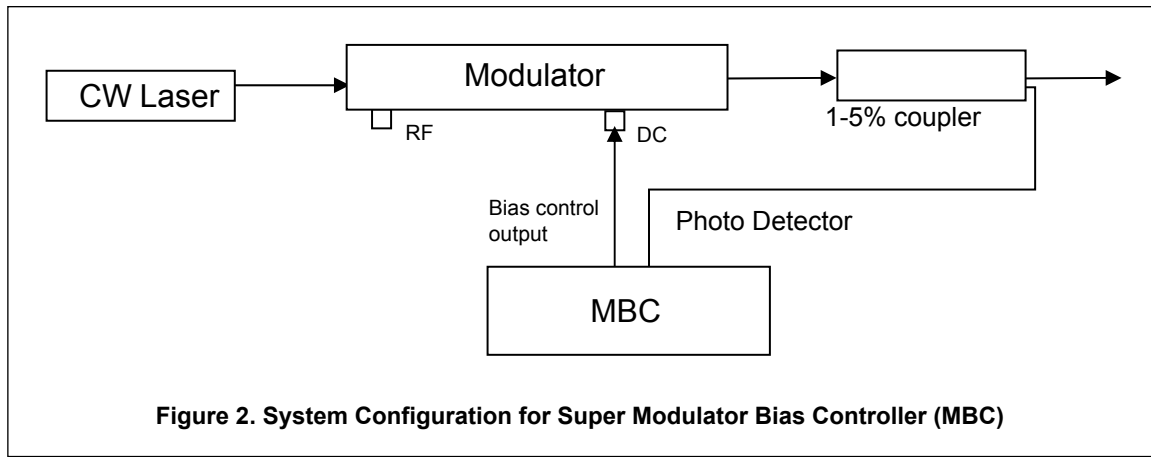 CW Laser
Modulator
RF
DC
1-5% coupler
Bias control
output
Photo Detector
MBC
Figure 2. System Configuration for Super Modulator Bias Controller (MBC)